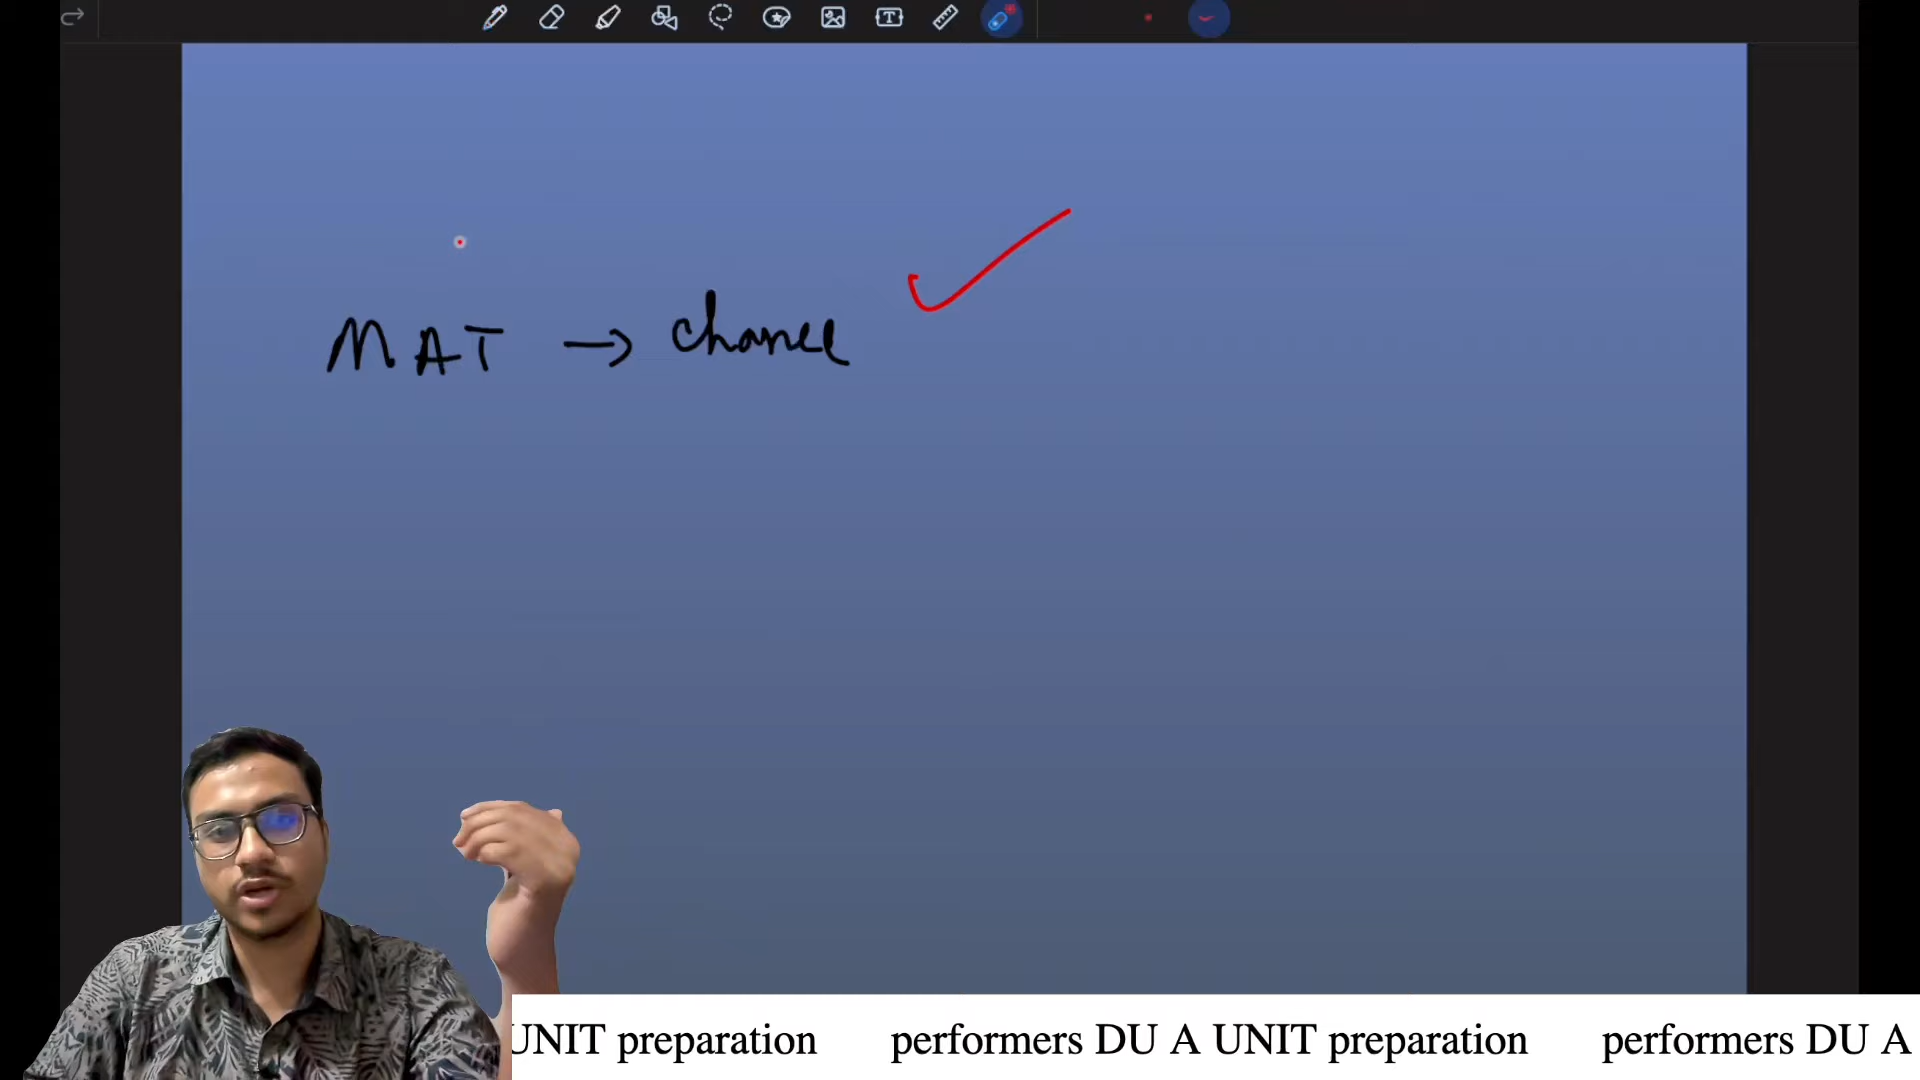 MAT → chance
UNIT preparation performers DU A UNIT preparation performers DU A